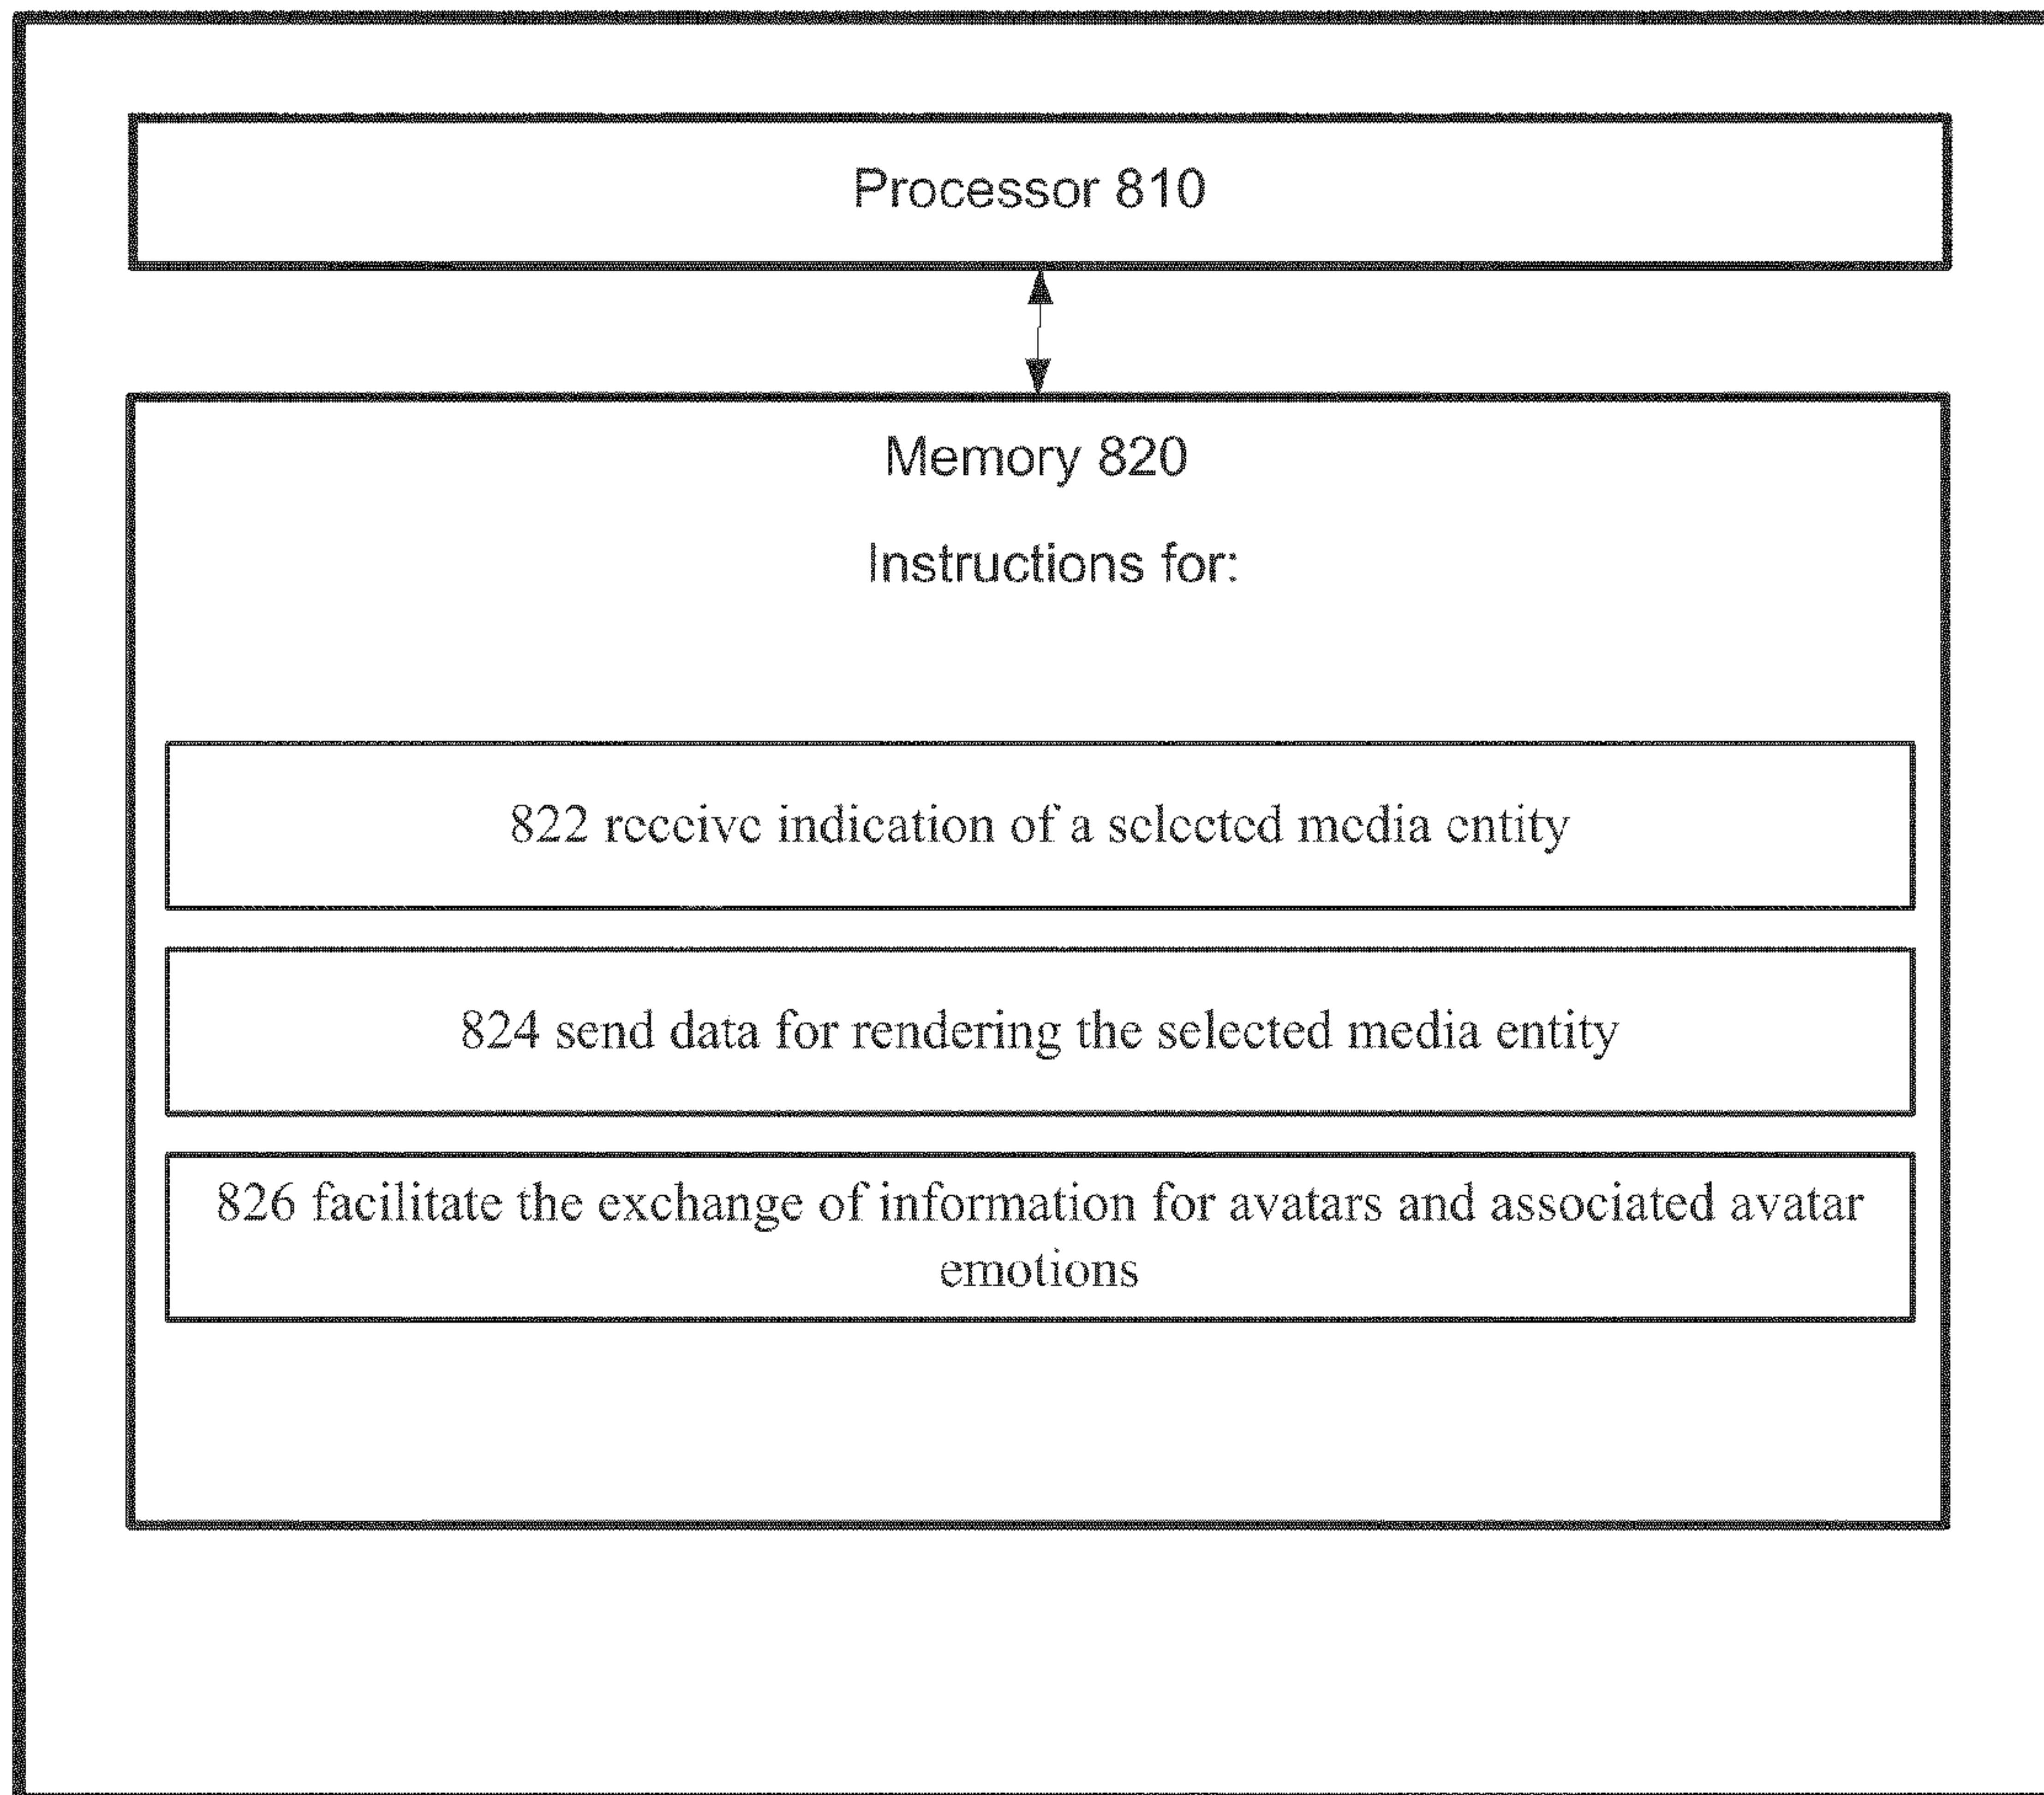 Processor 810
Memory 820
Instructions for:
822 receive indication of a selected media entity
824 send data for rendering the selected media entity
826 facilitate the exchange of information for avatars and associated avatar
emotions